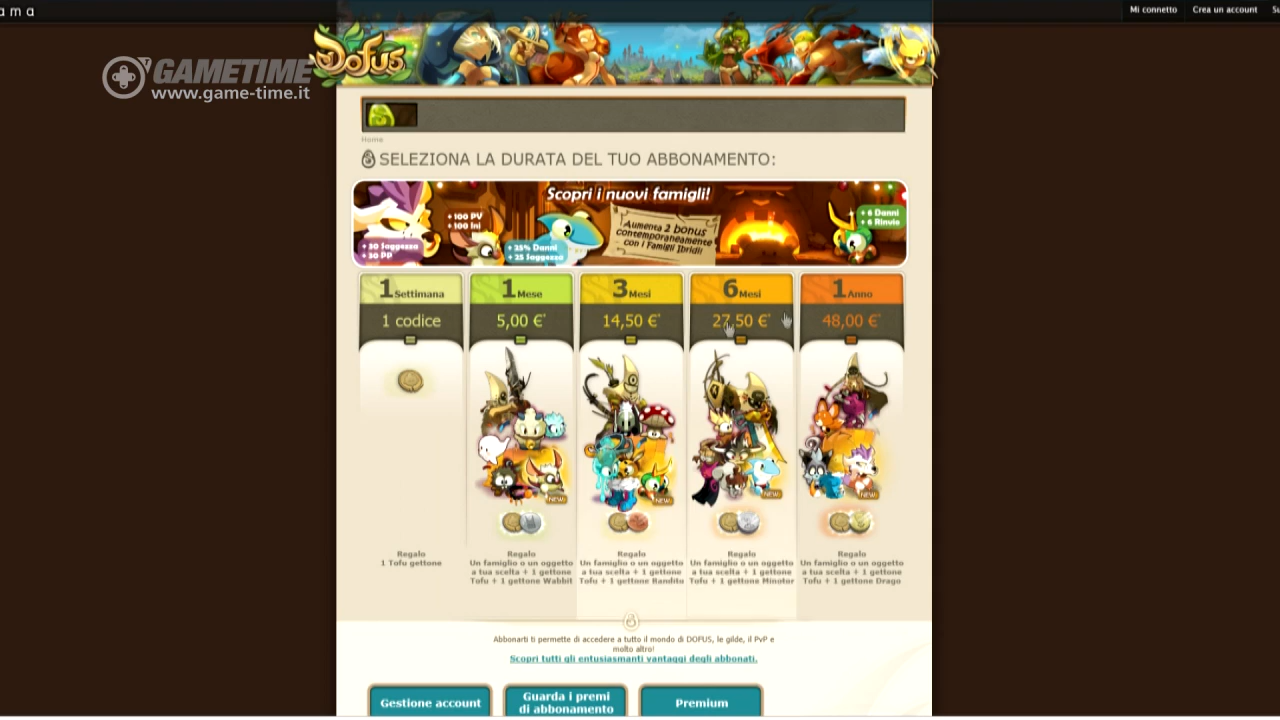 ama
Mi connetto
Crea un account
GAMETIME
www.game-time.it
DOFUS
Home
SELEZIONA LA DURATA DEL TUO ABBONAMENTO:
Scopri i nuovi famigli!
+ 30 Saggezza
+ 30 PP
+ 100 PV
+ 100 Ini
+ 25% Danni
+ 25 Saggezza
Aumenta 2 bonus
contemporaneamente
con i Famigli Ibridi!
+ 6 Danni
+ 6 Rinvio
1 Settimana
1 codice
1 Mese
5,00 €*
3 Mesi
14,50 €*
6 Mesi
27,50 €*
1 Anno
48,00 €*
NEW!
NEW!
NEW!
NEW!
Regalo
1 Tofu gettone
Regalo
Un famiglio o un oggetto
a tua scelta + 1 gettone
Tofu + 1 gettone Wabbit
Regalo
Un famiglio o un oggetto
a tua scelta + 1 gettone
Tofu + 1 gettone Bandito
Regalo
Un famiglio o un oggetto
a tua scelta + 1 gettone
Tofu + 1 gettone Minotor
Regalo
Un famiglio o un oggetto
a tua scelta + 1 gettone
Tofu + 1 gettone Drago
Abbonarti ti permette di accedere a tutto il mondo di DOFUS, le gilde, il PvP e
molto altro!
Scopri tutti gli entusiasmanti vantaggi degli abbonati.
Gestione account
Guarda i premi
di abbonamento
Premium